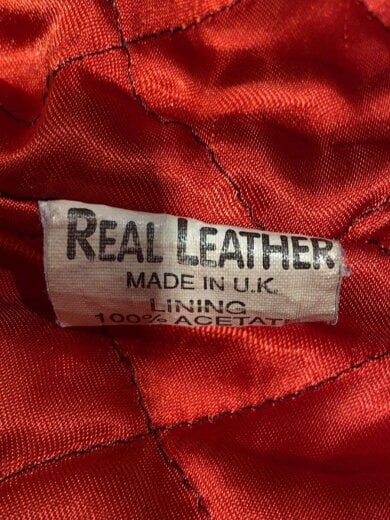 REAL LEATHER
MADE IN U.K.
LINING
100% ACETAT